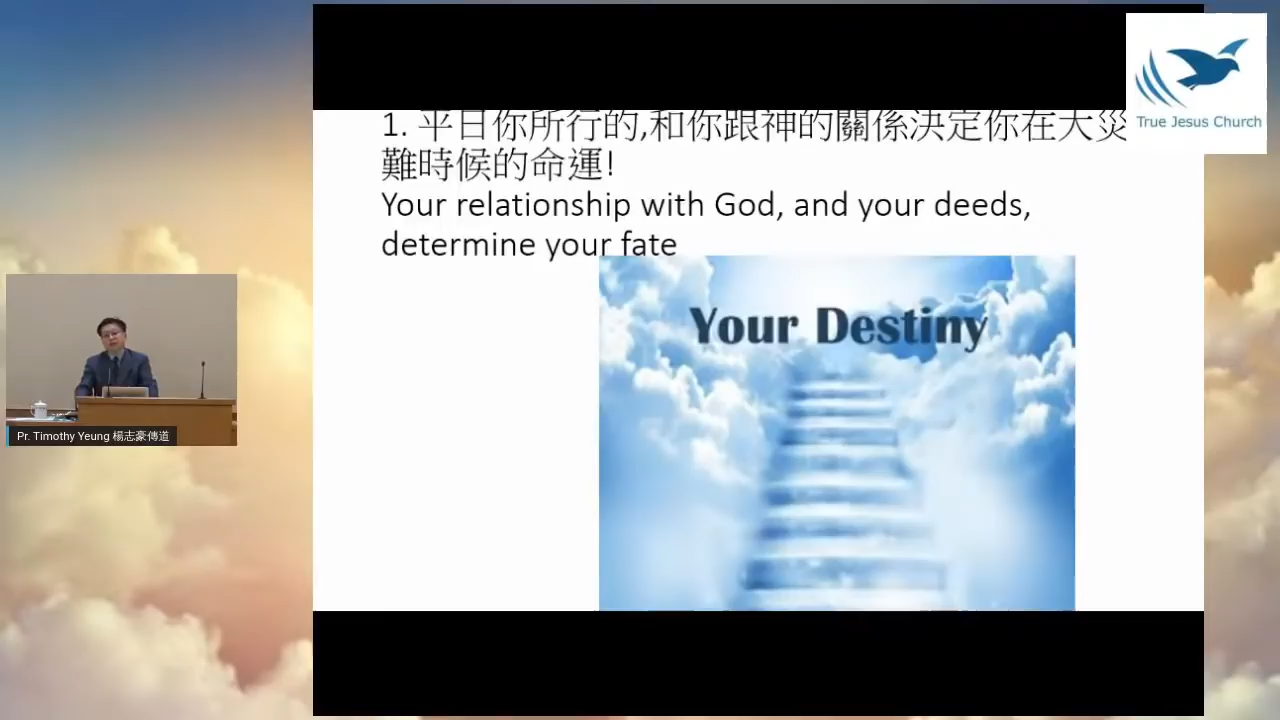 1. 平日你所行的,和你跟神的關係決定你在大災
難時候的命運!
Your relationship with God, and your deeds,
determine your fate
Your Destiny
True Jesus Church
Pr. Timothy Yeung 楊志豪傳道